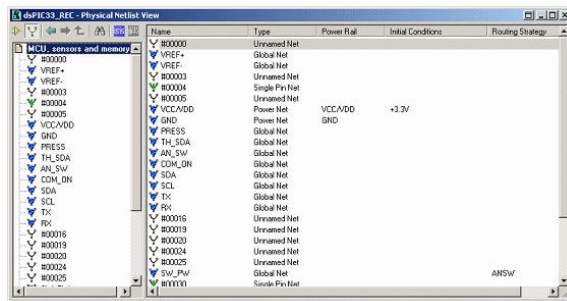 dsPIC33_REC - Physical Netlist View
MCU, sensors and memory
#00000
VREF+
VREF-
#00003
#00004
#00005
VCC/VDD
GND
PRESS
TH_SDA
AN_SW
COM_ON
SDA
SCL
TX
RX
#00016
#00019
#00020
#00024
#00025
Name Type Power Rail Initial Conditions Routing Strategy
#00000 Unnamed Net
VREF+ Global Net
VREF- Global Net
#00003 Unnamed Net
#00004 Single Pin Net
#00005 Unnamed Net
VCC/VDD Power Net VCC/VDD +3.3V
GND Power Net GND
PRESS Global Net
TH_SDA Global Net
AN_SW Global Net
COM_ON Global Net
SDA Global Net
SCL Global Net
TX Global Net
RX Global Net
#00016 Unnamed Net
#00019 Unnamed Net
#00020 Unnamed Net
#00024 Unnamed Net
#00025 Unnamed Net
SW_PW Global Net ANSW
#00030 Single Pin Net